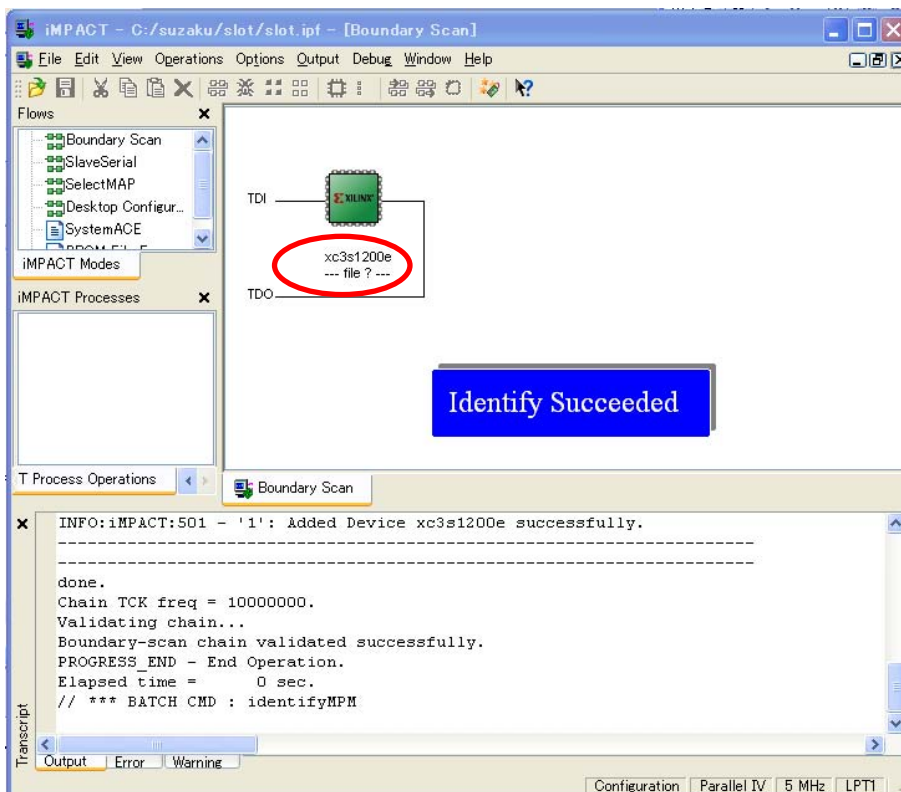 iMPACT - C:/suzaku/slot/slot.ipf - [Boundary Scan]
File Edit View Operations Options Output Debug Window Help
Flows
Boundary Scan
SlaveSerial
SelectMAP
Desktop Configur...
SystemACE
iMPACT Modes
iMPACT Processes
T Process Operations
TDI
XILINX
xc3s1200e
--- file ? ---
TDO
Identify Succeeded
Boundary Scan
INFO:iMPACT:501 - '1': Added Device xc3s1200e successfully.
----------------------------------------------------------------------
----------------------------------------------------------------------
done.
Chain TCK freq = 10000000.
Validating chain...
Boundary-scan chain validated successfully.
PROGRESS_END - End Operation.
Elapsed time =      0 sec.
// *** BATCH CMD : identifyMPM
Transcript
Output Error Warning
Configuration Parallel IV 5 MHz LPT1